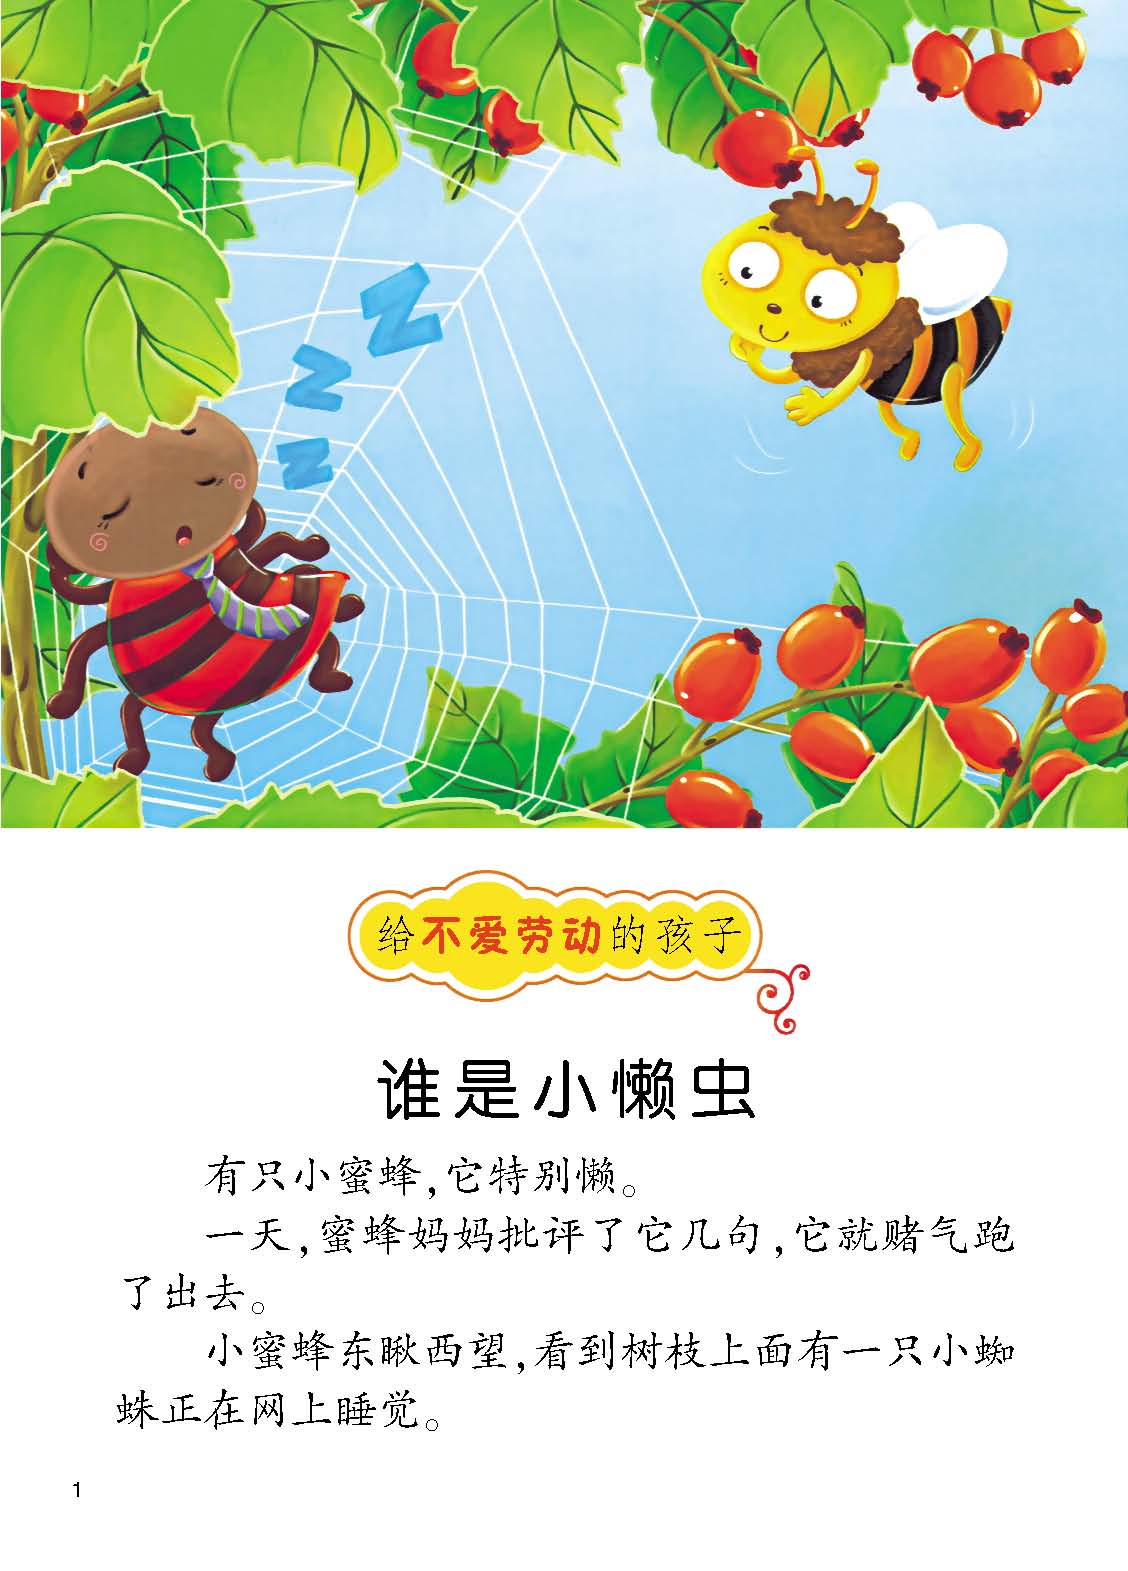 Z
Z
Z
给不爱劳动的孩子
谁是小懒虫
有只小蜜蜂,它特别懒。
一天,蜜蜂妈妈批评了它几句,它就赌气跑
了出去。
小蜜蜂东瞅西望,看到树枝上面有一只小蜘
蛛正在网上睡觉。
1